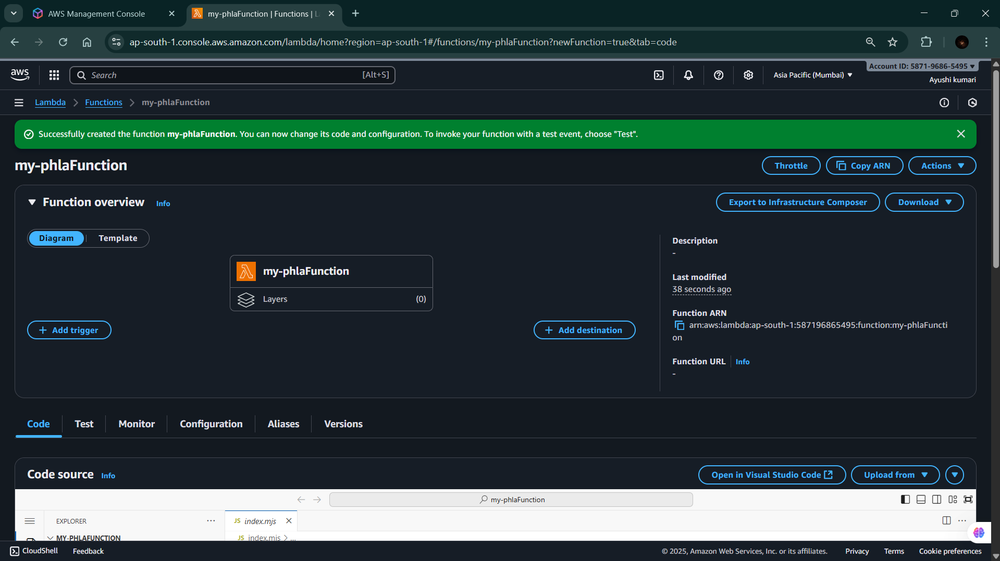 AWS Management Console
my-phlaFunction | Functions | L
ap-south-1.console.aws.amazon.com/lambda/home?region=ap-south-1#/functions/my-phlaFunction?newFunction=true&tab=code
aws
Search
[Alt+S]
Asia Pacific (Mumbai)
Account ID: 5871-9686-5495
Ayushi kumari
Lambda
Functions
my-phlaFunction
Successfully created the function my-phlaFunction. You can now change its code and configuration. To invoke your function with a test event, choose "Test".
my-phlaFunction
Throttle
Copy ARN
Actions
Function overview
Info
Export to Infrastructure Composer
Download
Diagram
Template
my-phlaFunction
Layers
(0)
+ Add trigger
+ Add destination
Description
-
Last modified
38 seconds ago
Function ARN
arn:aws:lambda:ap-south-1:587196865495:function:my-phlaFuncti
on
Function URL
Info
-
Code
Test
Monitor
Configuration
Aliases
Versions
Code source
Info
Open in Visual Studio Code
Upload from
my-phlaFunction
EXPLORER
...
JS index.mjs
MY-PHLAFUNCTION
JS index.mjs > ...
CloudShell
Feedback
© 2025, Amazon Web Services, Inc. or its affiliates.
Privacy
Terms
Cookie preferences